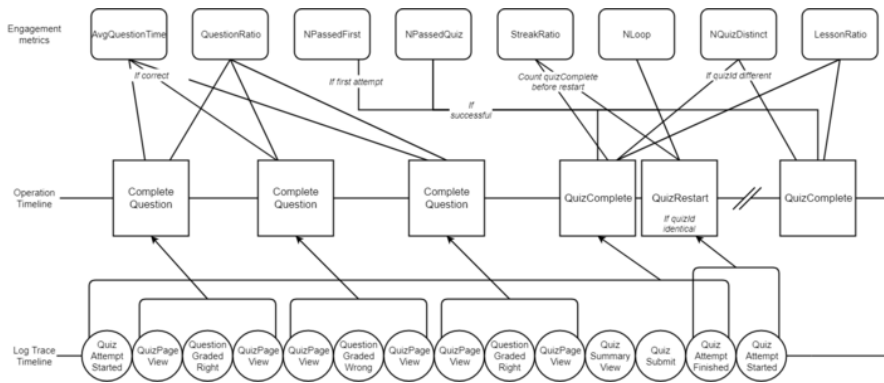 Engagement
metrics
AvgQuestionTime
QuestionRatio
NPassedFirst
NPassedQuiz
StreakRatio
NLoop
NQuizDistinct
LessonRatio
If correct
If first attempt
Count quizComplete
before restart
If quizId different
If
successful
Operation
Timeline
Complete
Question
Complete
Question
Complete
Question
QuizComplete
QuizRestart
If quizId
identical
QuizComplete
Log Trace
Timeline
Quiz
Attempt
Started
QuizPage
View
Question
Graded
Right
QuizPage
View
QuizPage
View
Question
Graded
Wrong
QuizPage
View
QuizPage
View
Question
Graded
Right
QuizPage
View
Quiz
Summary
View
Quiz
Submit
Quiz
Attempt
Finished
Quiz
Attempt
Started